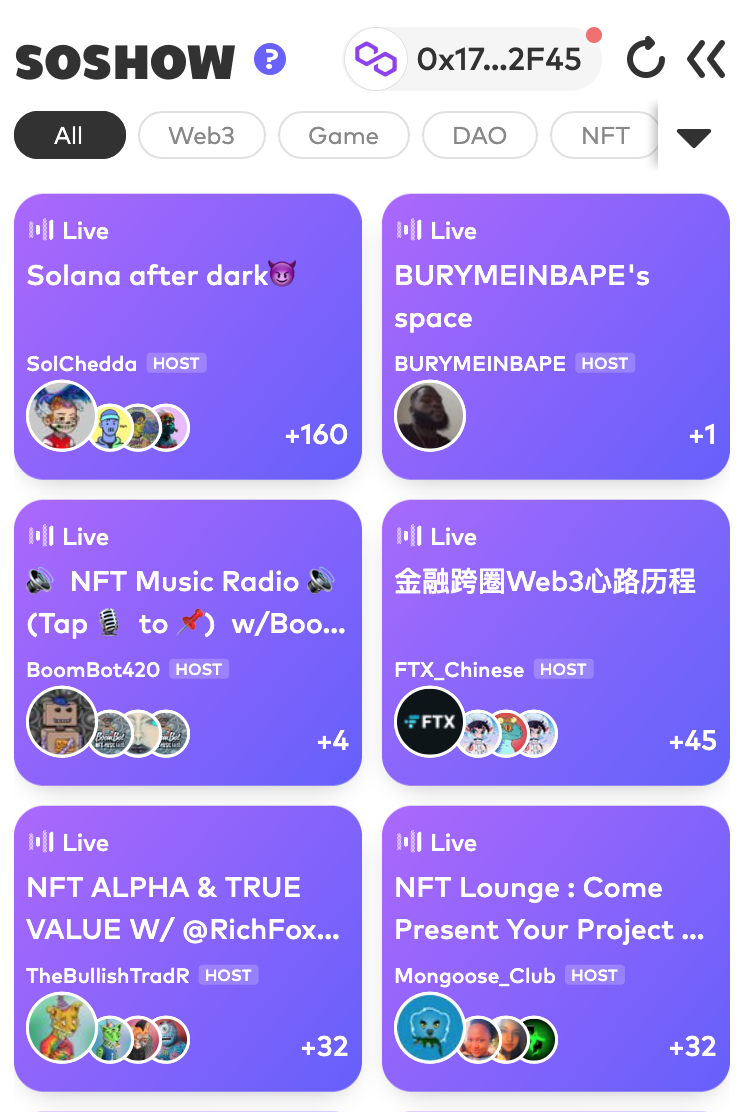 SOSHOW ? 0x17...2F45
All Web3 Game DAO NFT
Live
Solana after dark😈
SolChedda HOST
+160
Live
BURYMEINBAPE's
space
BURYMEINBAPE HOST
+1
Live
🔊 NFT Music Radio 🔊
(Tap 🎙 to 📌) w/Boo...
BoomBot420 HOST
+4
Live
金融跨圈Web3心路历程
FTX_Chinese HOST
FTX
+45
Live
NFT ALPHA & TRUE
VALUE W/ @RichFox...
TheBullishTradR HOST
+32
Live
NFT Lounge : Come
Present Your Project ...
Mongoose_Club HOST
+32